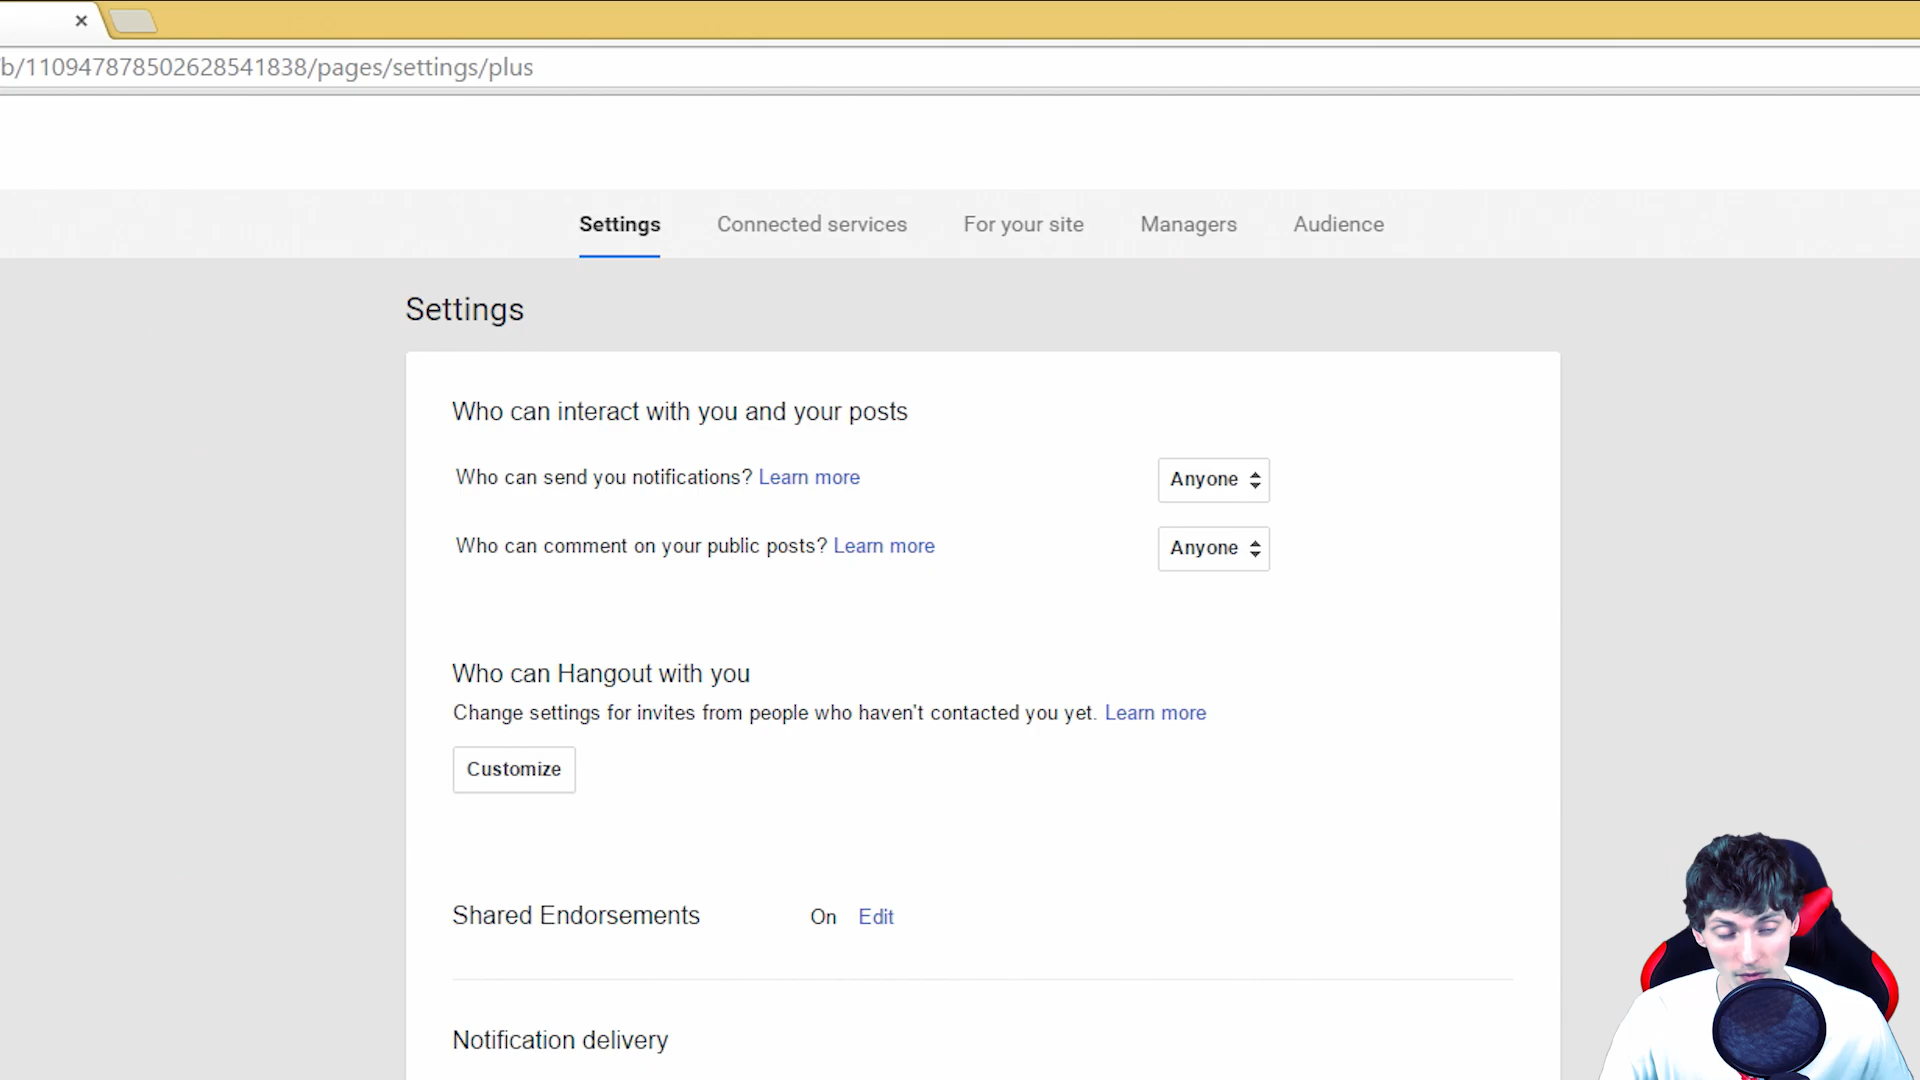 b/110947878502628541838/pages/settings/plus
Settings Connected services For your site Managers Audience
Settings
Who can interact with you and your posts
Who can send you notifications? Learn more Anyone
Who can comment on your public posts? Learn more Anyone
Who can Hangout with you
Change settings for invites from people who haven't contacted you yet. Learn more
Customize
Shared Endorsements On Edit
Notification delivery